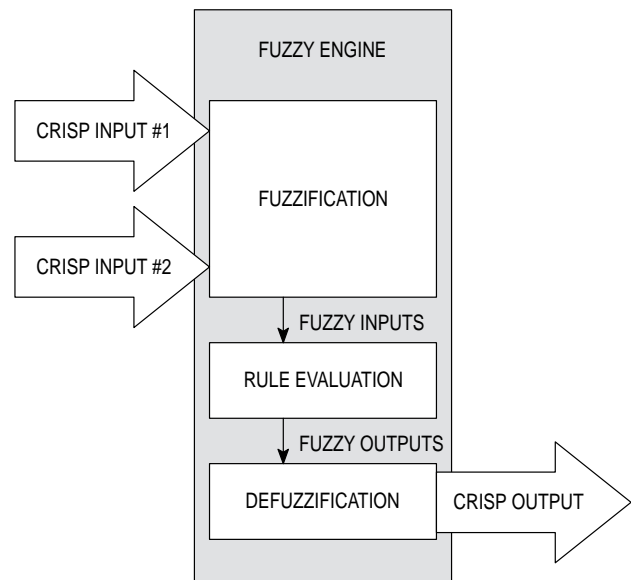 FUZZY ENGINE
CRISP INPUT #1
FUZZIFICATION
CRISP INPUT #2
FUZZY INPUTS
RULE EVALUATION
FUZZY OUTPUTS
DEFUZZIFICATION
CRISP OUTPUT